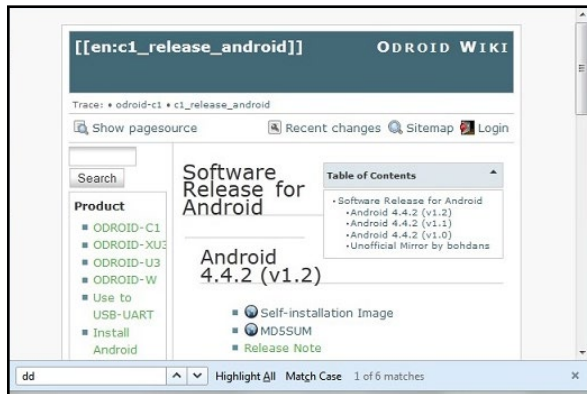 [[en:c1_release_android]]
ODROID WIKI
Trace: • odroid-c1 • c1_release_android
Show pagesource
Recent changes
Sitemap
Login
Search
Product
ODROID-C1
ODROID-XU3
ODROID-U3
ODROID-W
Use to
USB-UART
Install
Android
Software
Release for
Android
Table of Contents
Software Release for Android
Android 4.4.2 (v1.2)
Android 4.4.2 (v1.1)
Android 4.4.2 (v1.0)
Unofficial Mirror by bohdans
Android
4.4.2 (v1.2)
Self-installation Image
MD5SUM
Release Note
dd
Highlight All
Match Case
1 of 6 matches